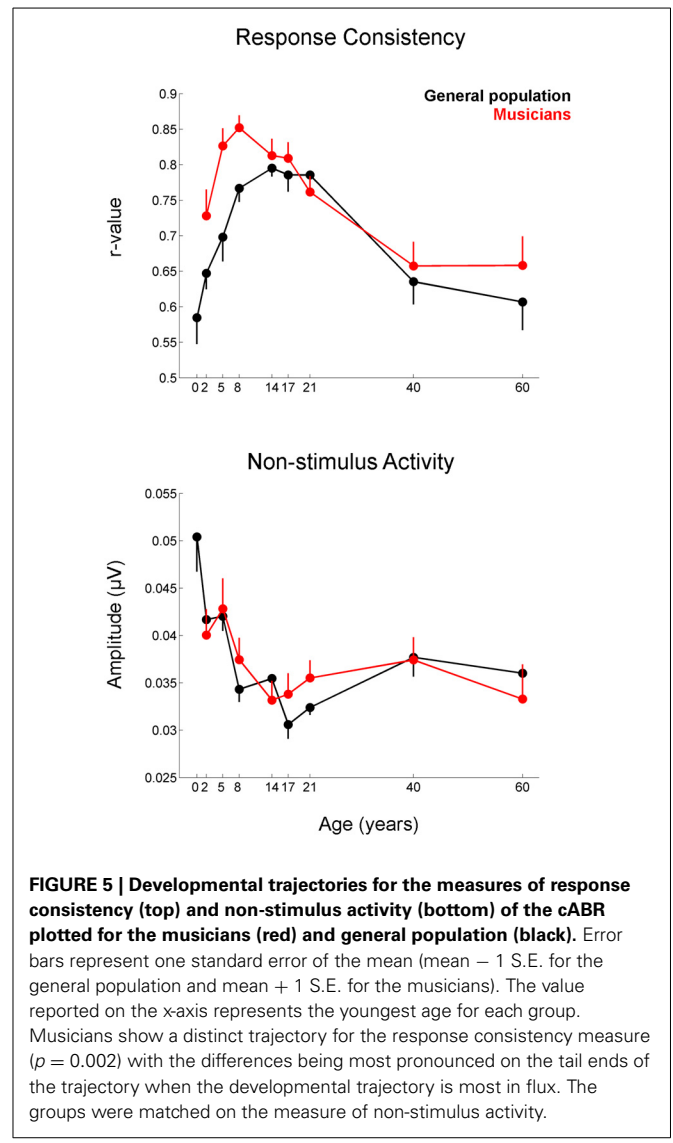 Response Consistency
General population
Musicians
0.9
0.85
0.8
0.75
0.7
0.65
0.6
0.55
0.5
r-value
0 2 5 8 14 17 21 40 60
Non-stimulus Activity
0.055
0.05
0.045
0.04
0.035
0.03
0.025
Amplitude (µV)
0 2 5 8 14 17 21 40 60
Age (years)
FIGURE 5 | Developmental trajectories for the measures of response
consistency (top) and non-stimulus activity (bottom) of the cABR
plotted for the musicians (red) and general population (black). Error
bars represent one standard error of the mean (mean − 1 S.E. for the
general population and mean + 1 S.E. for the musicians). The value
reported on the x-axis represents the youngest age for each group.
Musicians show a distinct trajectory for the response consistency measure
(p = 0.002) with the differences being most pronounced on the tail ends of
the trajectory when the developmental trajectory is most in flux. The
groups were matched on the measure of non-stimulus activity.